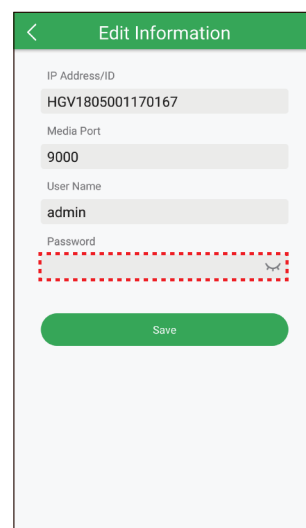 Edit Information
IP Address/ID
HGV1805001170167
Media Port
9000
User Name
admin
Password
Save